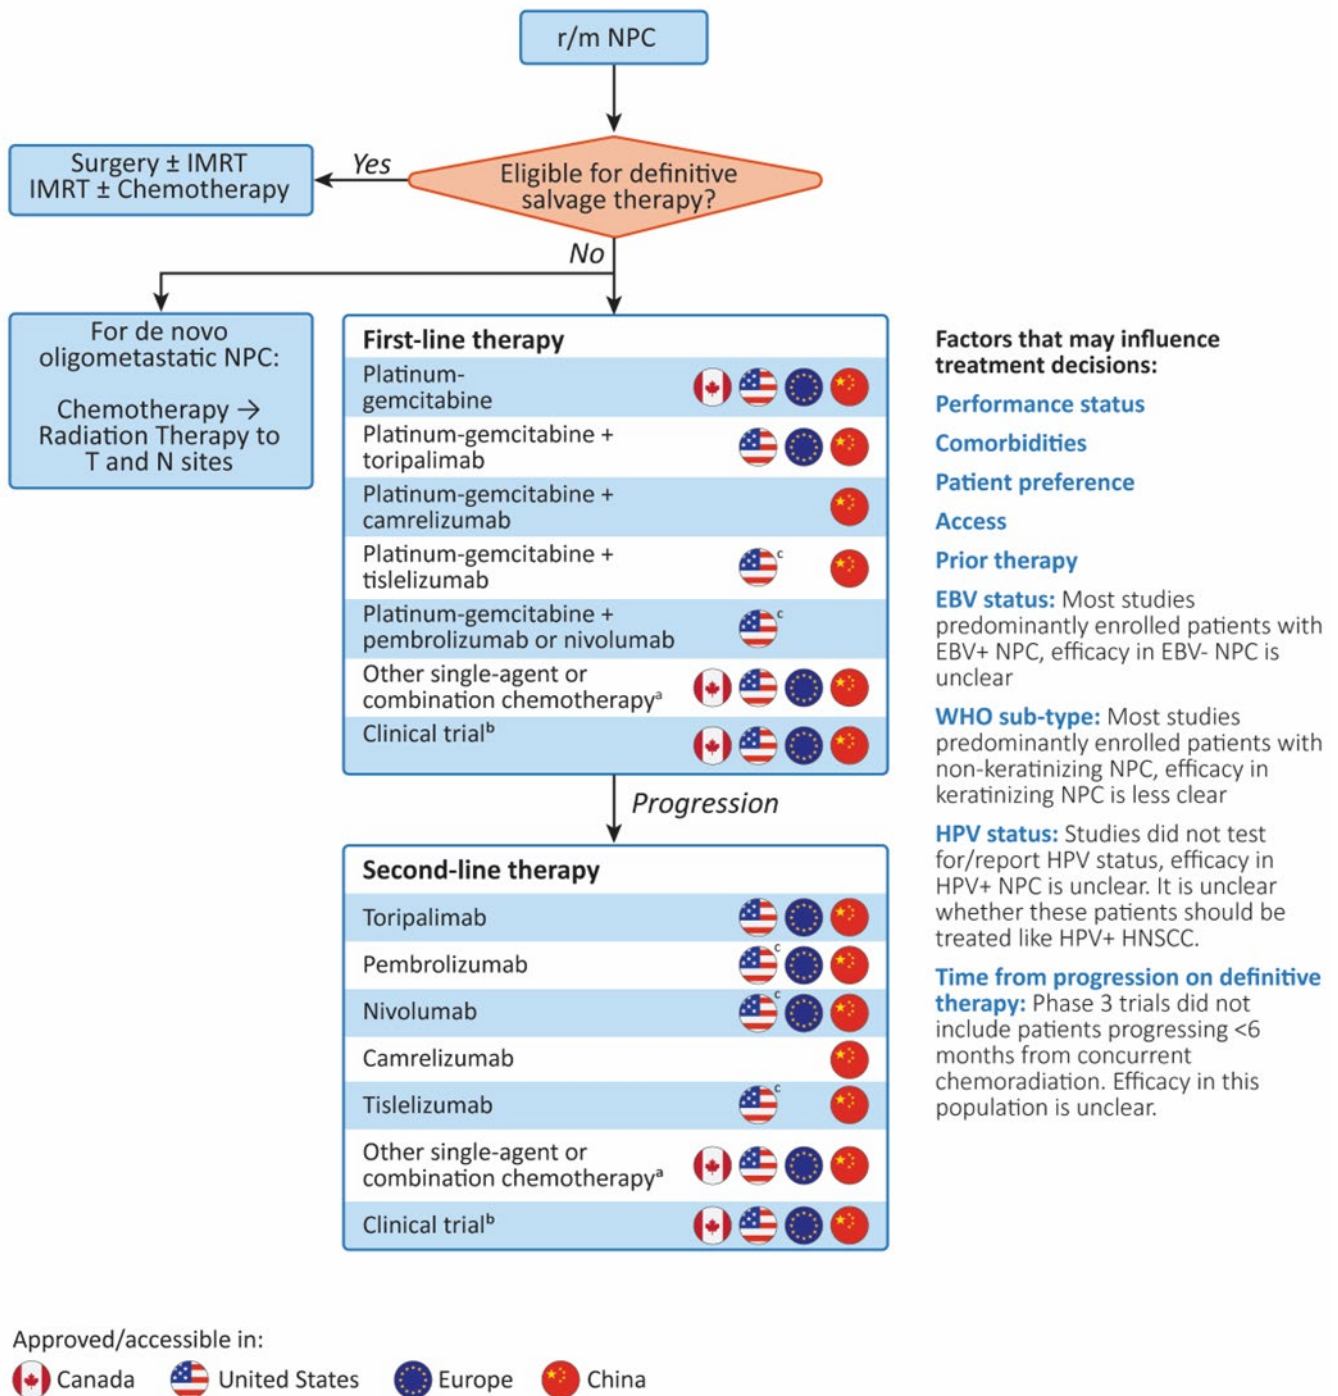 r/m NPC
Eligible for definitive
salvage therapy?
Yes
Surgery ± IMRT
IMRT ± Chemotherapy
No
For de novo
oligometastatic NPC:
Chemotherapy →
Radiation Therapy to
T and N sites
First-line therapy
Platinum-
gemcitabine
Platinum-gemcitabine +
toripalimab
Platinum-gemcitabine +
camrelizumab
Platinum-gemcitabine +
tislelizumab
c
Platinum-gemcitabine +
pembrolizumab or nivolumab
c
Other single-agent or
combination chemotherapyᵃ
Clinical trialᵇ
Progression
Second-line therapy
Toripalimab
Pembrolizumab
c
Nivolumab
c
Camrelizumab
Tislelizumab
c
Other single-agent or
combination chemotherapyᵃ
Clinical trialᵇ
Factors that may influence
treatment decisions:
Performance status
Comorbidities
Patient preference
Access
Prior therapy
EBV status: Most studies
predominantly enrolled patients with
EBV+ NPC, efficacy in EBV- NPC is
unclear
WHO sub-type: Most studies
predominantly enrolled patients with
non-keratinizing NPC, efficacy in
keratinizing NPC is less clear
HPV status: Studies did not test
for/report HPV status, efficacy in
HPV+ NPC is unclear. It is unclear
whether these patients should be
treated like HPV+ HNSCC.
Time from progression on definitive
therapy: Phase 3 trials did not
include patients progressing <6
months from concurrent
chemoradiation. Efficacy in this
population is unclear.
Approved/accessible in:
Canada United States Europe China